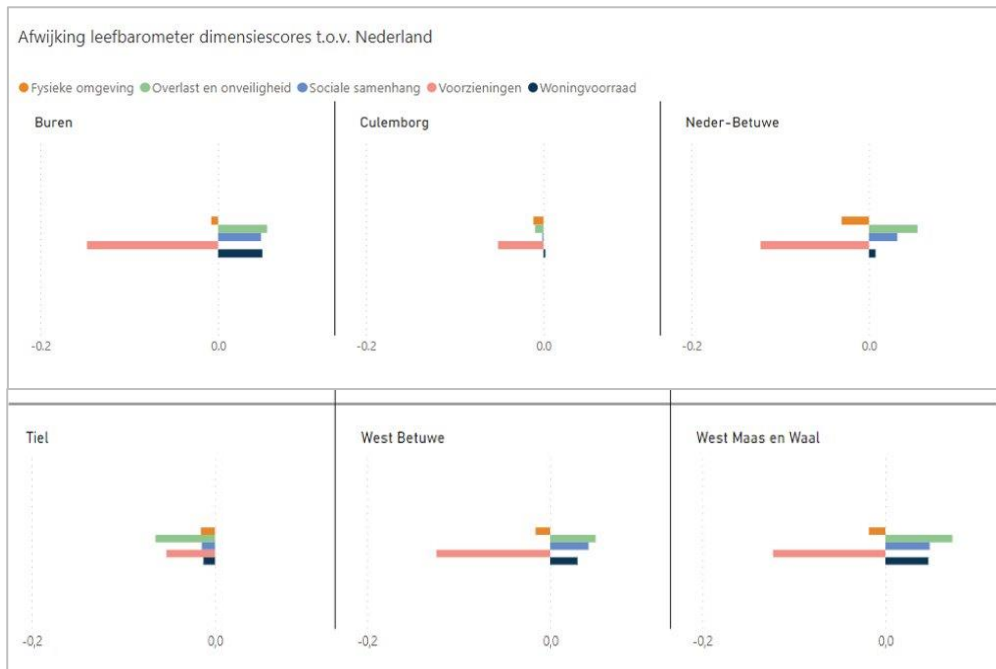 Afwijking leefbarometer dimensiescores t.o.v. Nederland
Fysieke omgeving Overlast en onveiligheid Sociale samenhang Voorzieningen Woningvoorraad
Buren Culemborg Neder-Betuwe
-0.2 0.0 -0.2 0.0 -0.2 0.0
Tiel West Betuwe West Maas en Waal
-0,2 0,0 -0,2 0,0 -0,2 0,0